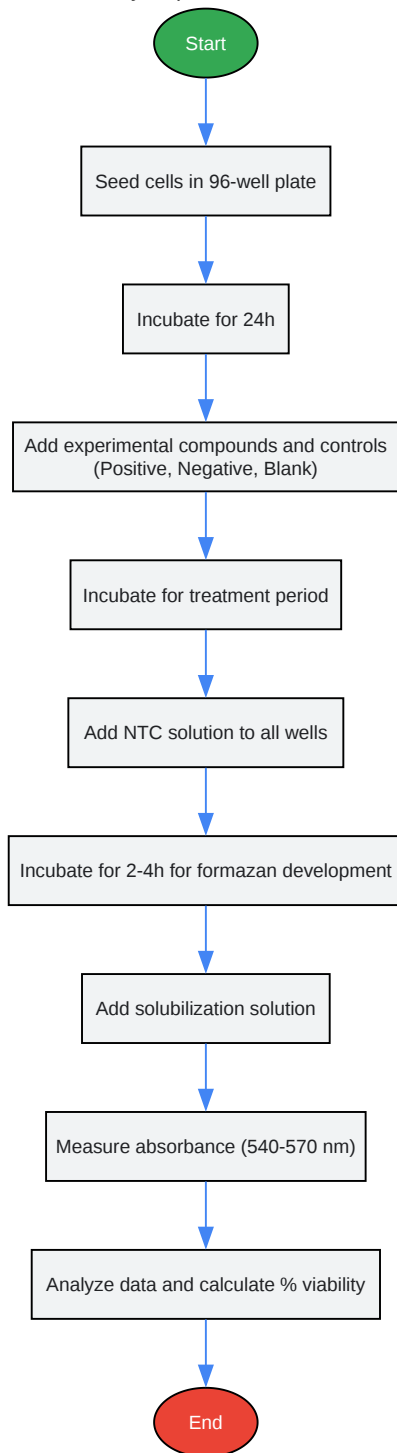 Start
Seed cells in 96-well plate
Incubate for 24h
Add experimental compounds and controls
(Positive, Negative, Blank)
Incubate for treatment period
Add NTC solution to all wells
Incubate for 2-4h for formazan development
Add solubilization solution
Measure absorbance (540-570 nm)
Analyze data and calculate % viability
End